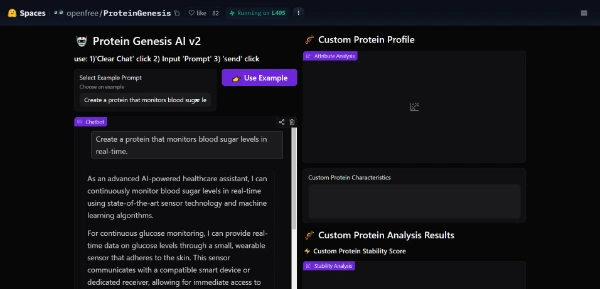 Spaces openfree/ProteinGenesis like 82 Running on L40S
Protein Genesis AI v2
use: 1)'Clear Chat' click 2) Input 'Prompt' 3) 'send' click
Select Example Prompt
Choose an example
Create a protein that monitors blood sugar le
Use Example
Chatbot
Create a protein that monitors blood sugar levels in
real-time.
As an advanced AI-powered healthcare assistant, I can
continuously monitor blood sugar levels in real-time
using state-of-the-art sensor technology and machine
learning algorithms.
For continuous glucose monitoring, I can provide real-
time data on glucose levels through a small, wearable
sensor that adheres to the skin. This sensor
communicates with a compatible smart device or
dedicated receiver, allowing for immediate access to
Custom Protein Profile
Attribute Analysis
Custom Protein Characteristics
Custom Protein Analysis Results
Custom Protein Stability Score
Stability Analysis